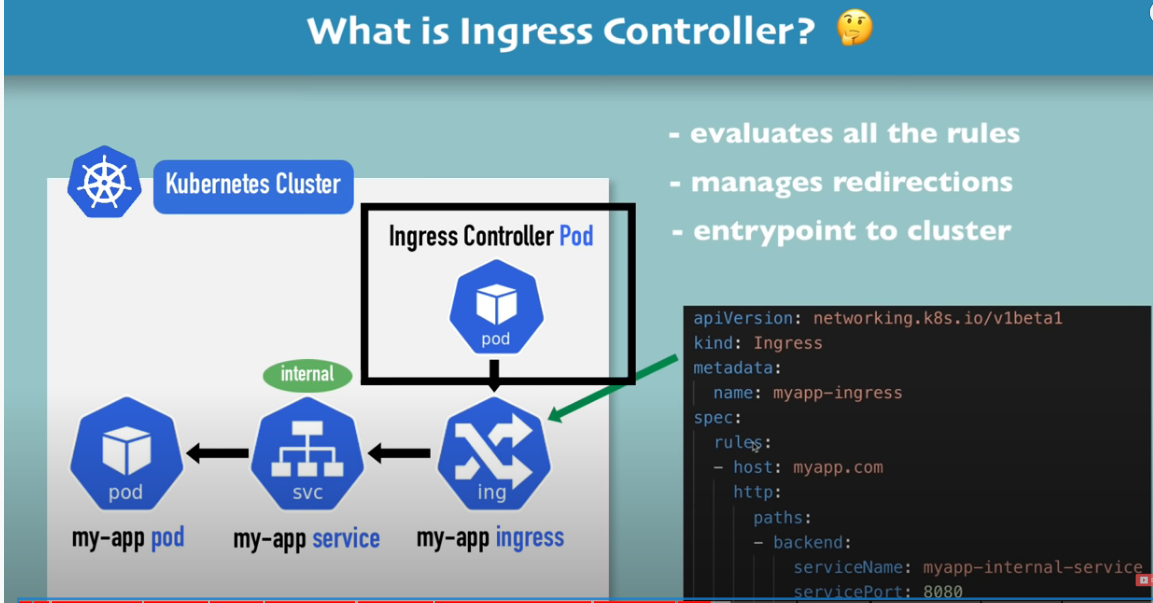 What is Ingress Controller? 🤔
- evaluates all the rules
- manages redirections
- entrypoint to cluster
Kubernetes Cluster
Ingress Controller Pod
pod
internal
pod
svc
ing
my-app pod
my-app service
my-app ingress
apiVersion: networking.k8s.io/v1beta1
kind: Ingress
metadata:
name: myapp-ingress
spec:
rules:
- host: myapp.com
http:
paths:
- backend:
serviceName: myapp-internal-service
servicePort: 8080